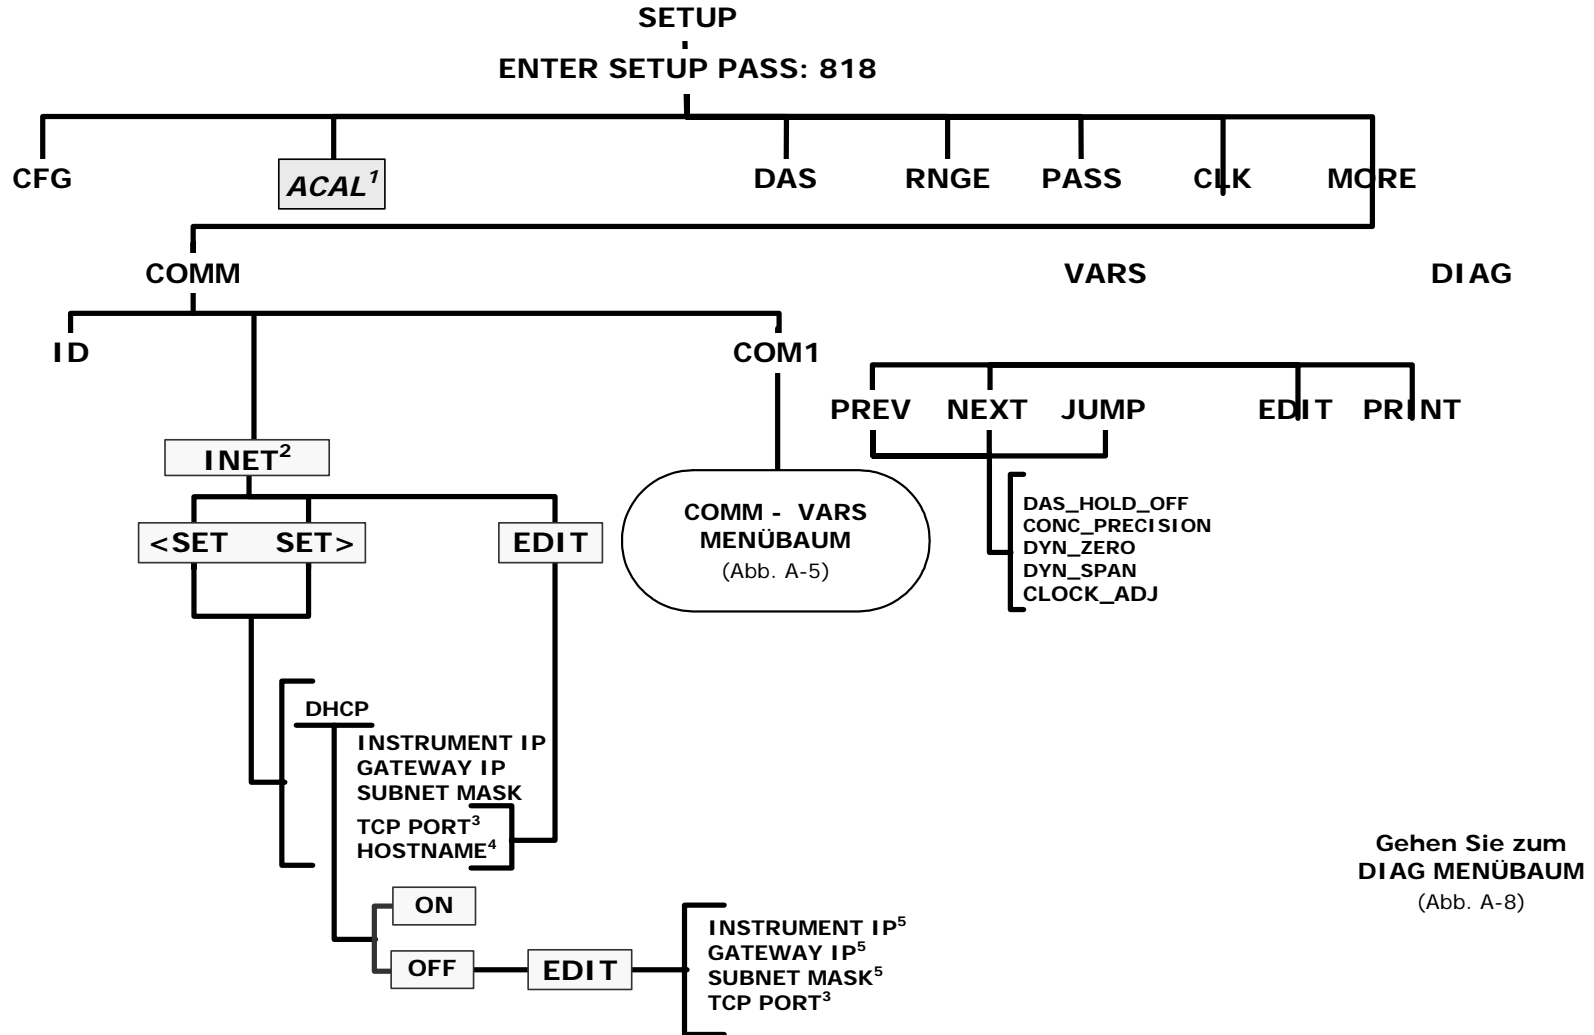 SETUP
ENTER SETUP PASS: 818
CFG
ACAL¹
DAS
RNGE
PASS
CLK
MORE
COMM
VARS
DIAG
ID
COM1
PREV
NEXT
JUMP
EDIT
PRINT
INET²
<SET SET>
EDIT
COMM - VARS
MENÜBAUM
(Abb. A-5)
DAS_HOLD_OFF
CONC_PRECISION
DYN_ZERO
DYN_SPAN
CLOCK_ADJ
DHCP
INSTRUMENT IP
GATEWAY IP
SUBNET MASK
TCP PORT³
HOSTNAME⁴
Gehen Sie zum
DIAG MENÜBAUM
(Abb. A-8)
ON
OFF
EDIT
INSTRUMENT IP⁵
GATEWAY IP⁵
SUBNET MASK⁵
TCP PORT³